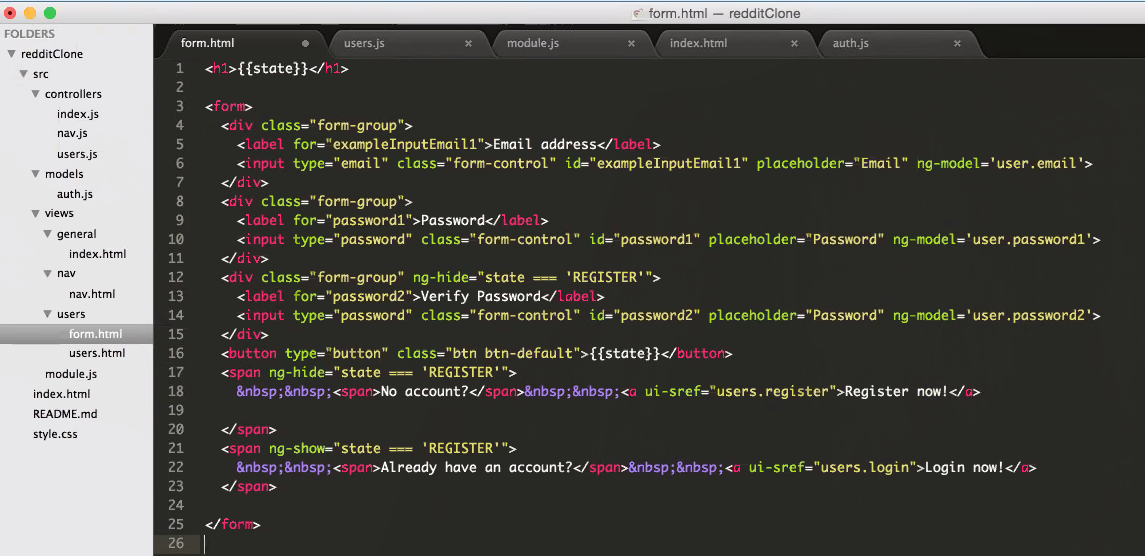 form.html — redditClone
FOLDERS
redditClone
src
controllers
index.js
nav.js
users.js
models
auth.js
views
general
index.html
nav
nav.html
users
form.html
users.html
module.js
index.html
README.md
style.css
form.html users.js module.js index.html auth.js
1 <h1>{{state}}</h1>
2
3 <form>
4   <div class="form-group">
5     <label for="exampleInputEmail1">Email address</label>
6     <input type="email" class="form-control" id="exampleInputEmail1" placeholder="Email" ng-model='user.email'>
7   </div>
8   <div class="form-group">
9     <label for="password1">Password</label>
10     <input type="password" class="form-control" id="password1" placeholder="Password" ng-model='user.password1'>
11   </div>
12   <div class="form-group" ng-hide="state === 'REGISTER'">
13     <label for="password2">Verify Password</label>
14     <input type="password" class="form-control" id="password2" placeholder="Password" ng-model='user.password2'>
15   </div>
16   <button type="button" class="btn btn-default">{{state}}</button>
17   <span ng-hide="state === 'REGISTER'">
18     &nbsp;&nbsp;<span>No account?</span>&nbsp;&nbsp;<a ui-sref="users.register">Register now!</a>
19
20   </span>
21   <span ng-show="state === 'REGISTER'">
22     &nbsp;&nbsp;<span>Already have an account?</span>&nbsp;&nbsp;<a ui-sref="users.login">Login now!</a>
23   </span>
24
25 </form>
26